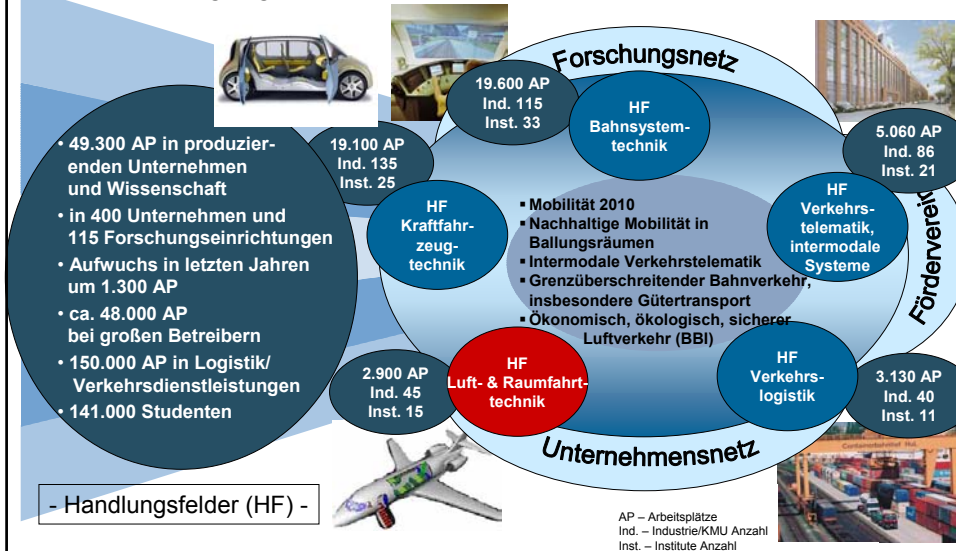 Forschungsnetz
19.600 AP
Ind. 115
Inst. 33
HF
Bahnsystem-
technik
5.060 AP
Ind. 86
Inst. 21
• 49.300 AP in produzier-
enden Unternehmen
und Wissenschaft
• in 400 Unternehmen und
115 Forschungseinrichtungen
• Aufwuchs in letzten Jahren
um 1.300 AP
• ca. 48.000 AP
bei großen Betreibern
• 150.000 AP in Logistik/
Verkehrsdienstleistungen
• 141.000 Studenten
19.100 AP
Ind. 135
Inst. 25
HF
Kraftfahr-
zeug-
technik
▪ Mobilität 2010
▪ Nachhaltige Mobilität in
Ballungsräumen
▪ Intermodale Verkehrstelematik
▪ Grenzüberschreitender Bahnverkehr,
insbesondere Gütertransport
▪ Ökonomisch, ökologisch, sicherer
Luftverkehr (BBI)
HF
Verkehrs-
telematik,
intermodale
Systeme
Förderverein
2.900 AP
Ind. 45
Inst. 15
HF
Luft- & Raumfahrt-
technik
HF
Verkehrs-
logistik
3.130 AP
Ind. 40
Inst. 11
Unternehmensnetz
- Handlungsfelder (HF) -
AP – Arbeitsplätze
Ind. – Industrie/KMU Anzahl
Inst. – Institute Anzahl